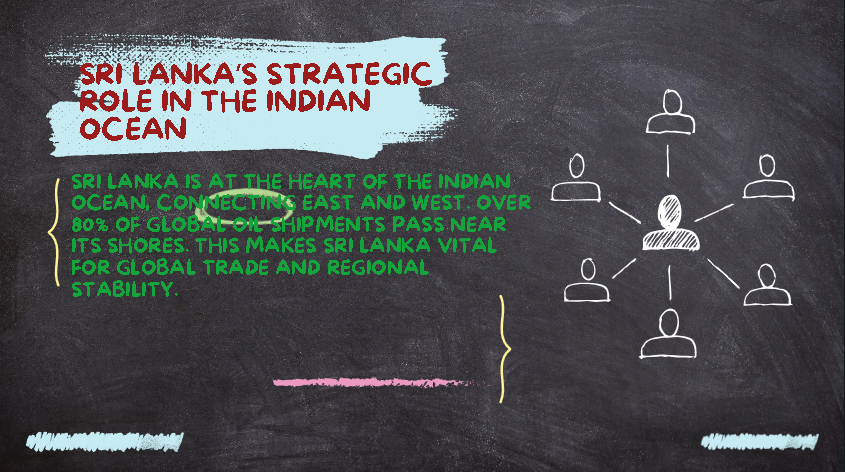 SRI LANKA'S STRATEGIC
ROLE IN THE INDIAN
OCEAN
SRI LANKA IS AT THE HEART OF THE INDIAN
OCEAN, CONNECTING EAST AND WEST. OVER
80% OF GLOBAL OIL SHIPMENTS PASS NEAR
ITS SHORES. THIS MAKES SRI LANKA VITAL
FOR GLOBAL TRADE AND REGIONAL
STABILITY.